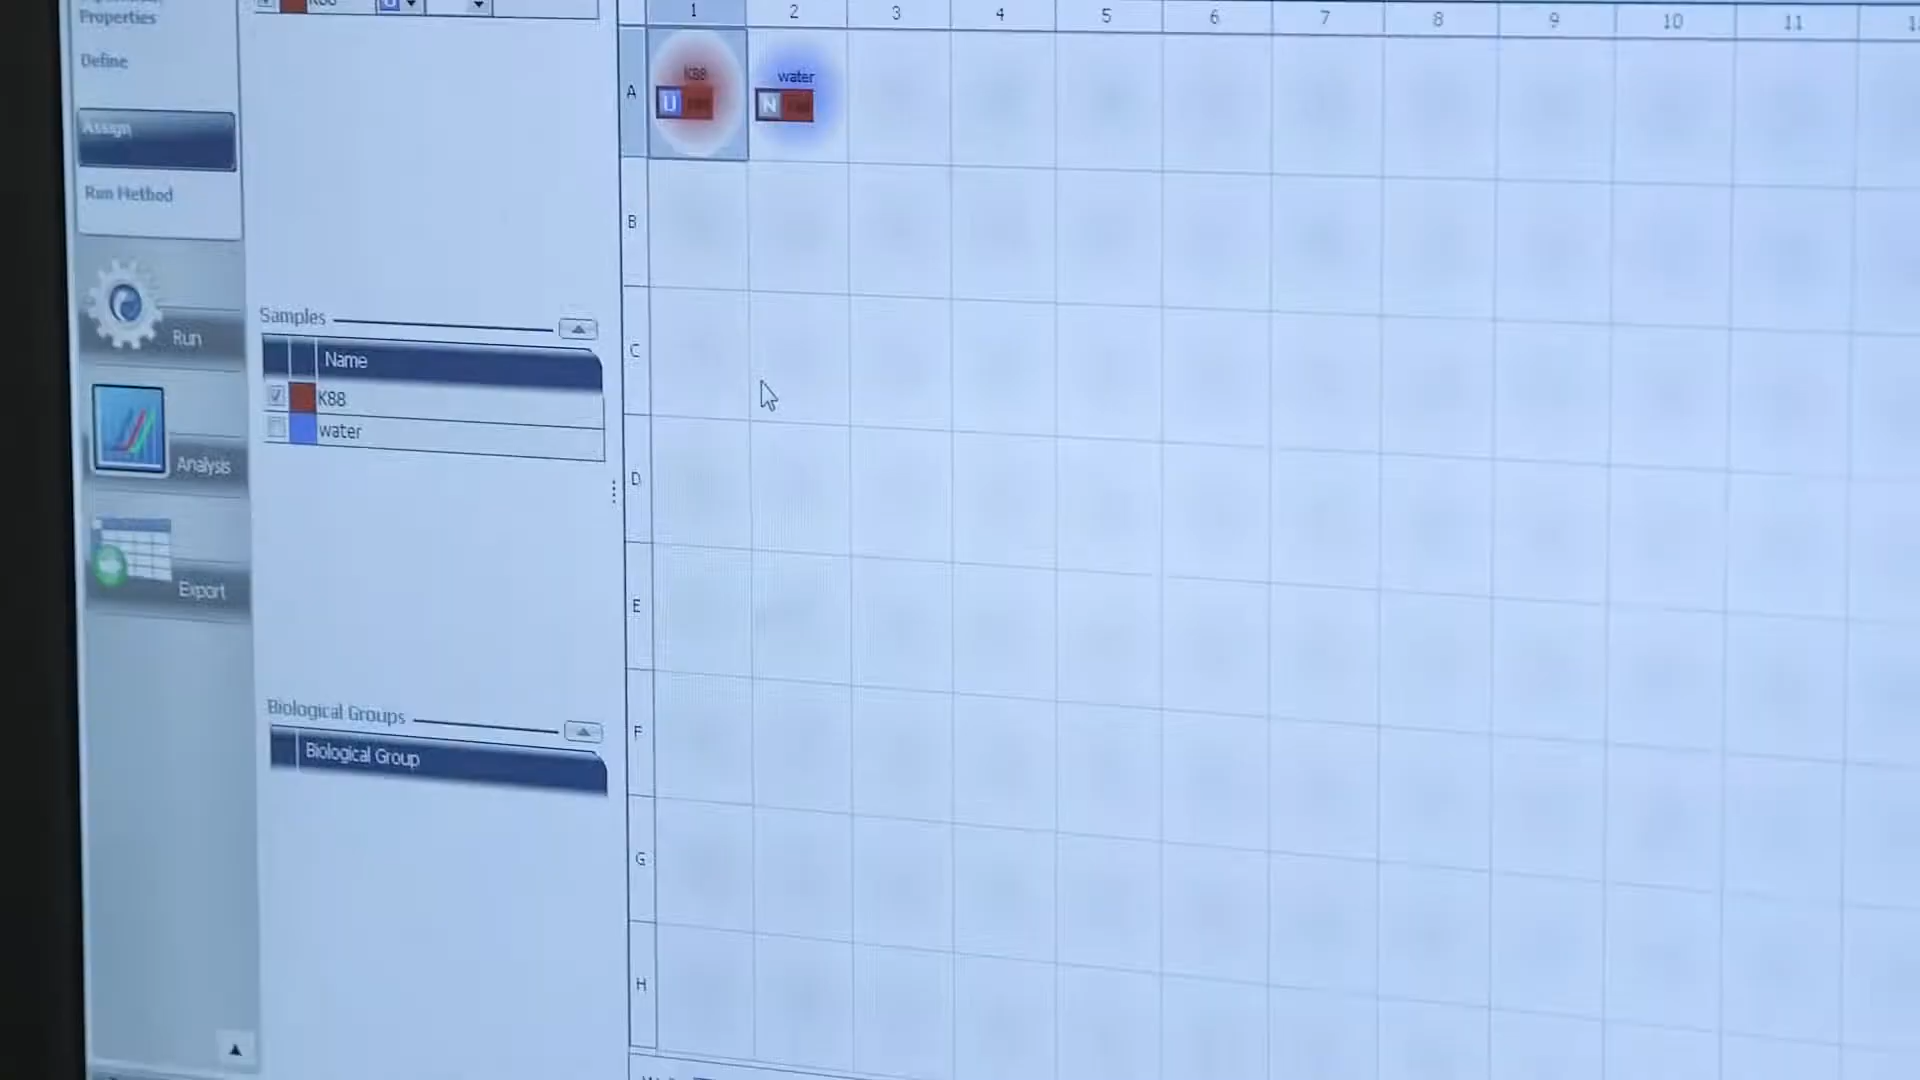 Properties
Define
Assign
Run Method
Run
Analysis
Export
K88
U
Samples
Name
K88
water
Biological Groups
Biological Group
1 2 3 4 5 6 7 8 9 10 11
A
B
C
D
E
F
G
H
K88
U
water
N